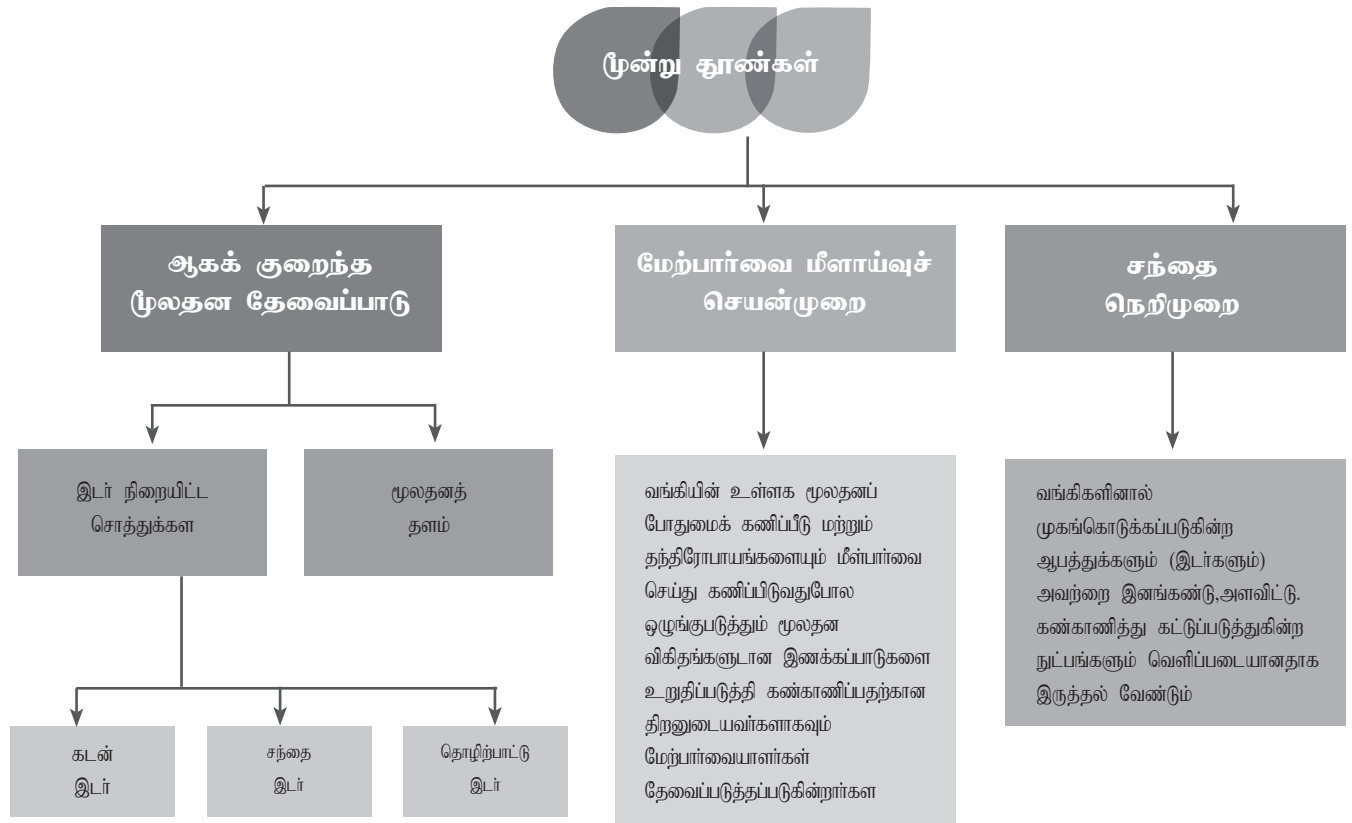 மூன்று தூண்கள்
ஆகக் குறைந்த
மூலதன தேவைப்பாடு
மேற்பார்வை மீளாய்வுச்
செயன்முறை
சந்தை
நெறிமுறை
இடர் நிறையிட்ட
சொத்துக்கள
மூலதனத்
தளம்
கடன்
இடர்
சந்தை
இடர்
தொழிற்பாட்டு
இடர்
வங்கியின் உள்ளக மூலதனப்
போதுமைக் கணிப்பீடு மற்றும்
தந்திரோபாயங்களையும் மீள்பார்வை
செய்து கணிப்பிடுவதுபோல
ஒழுங்குபடுத்தும் மூலதன
விகிதங்களுடான இணக்கப்பாடுகளை
உறுதிப்படுத்தி கண்காணிப்பதற்கான
திறனுடையவர்களாகவும்
மேற்பார்வையாளர்கள்
தேவைப்படுத்தப்படுகின்றார்கள
வங்கிகளினால்
முகங்கொடுக்கப்படுகின்ற
ஆபத்துக்களும் (இடர்களும்)
அவற்றை இனங்கண்டு,அளவிட்டு.
கண்காணித்து கட்டுப்படுத்துகின்ற
நுட்பங்களும் வெளிப்படையானதாக
இருத்தல் வேண்டும்